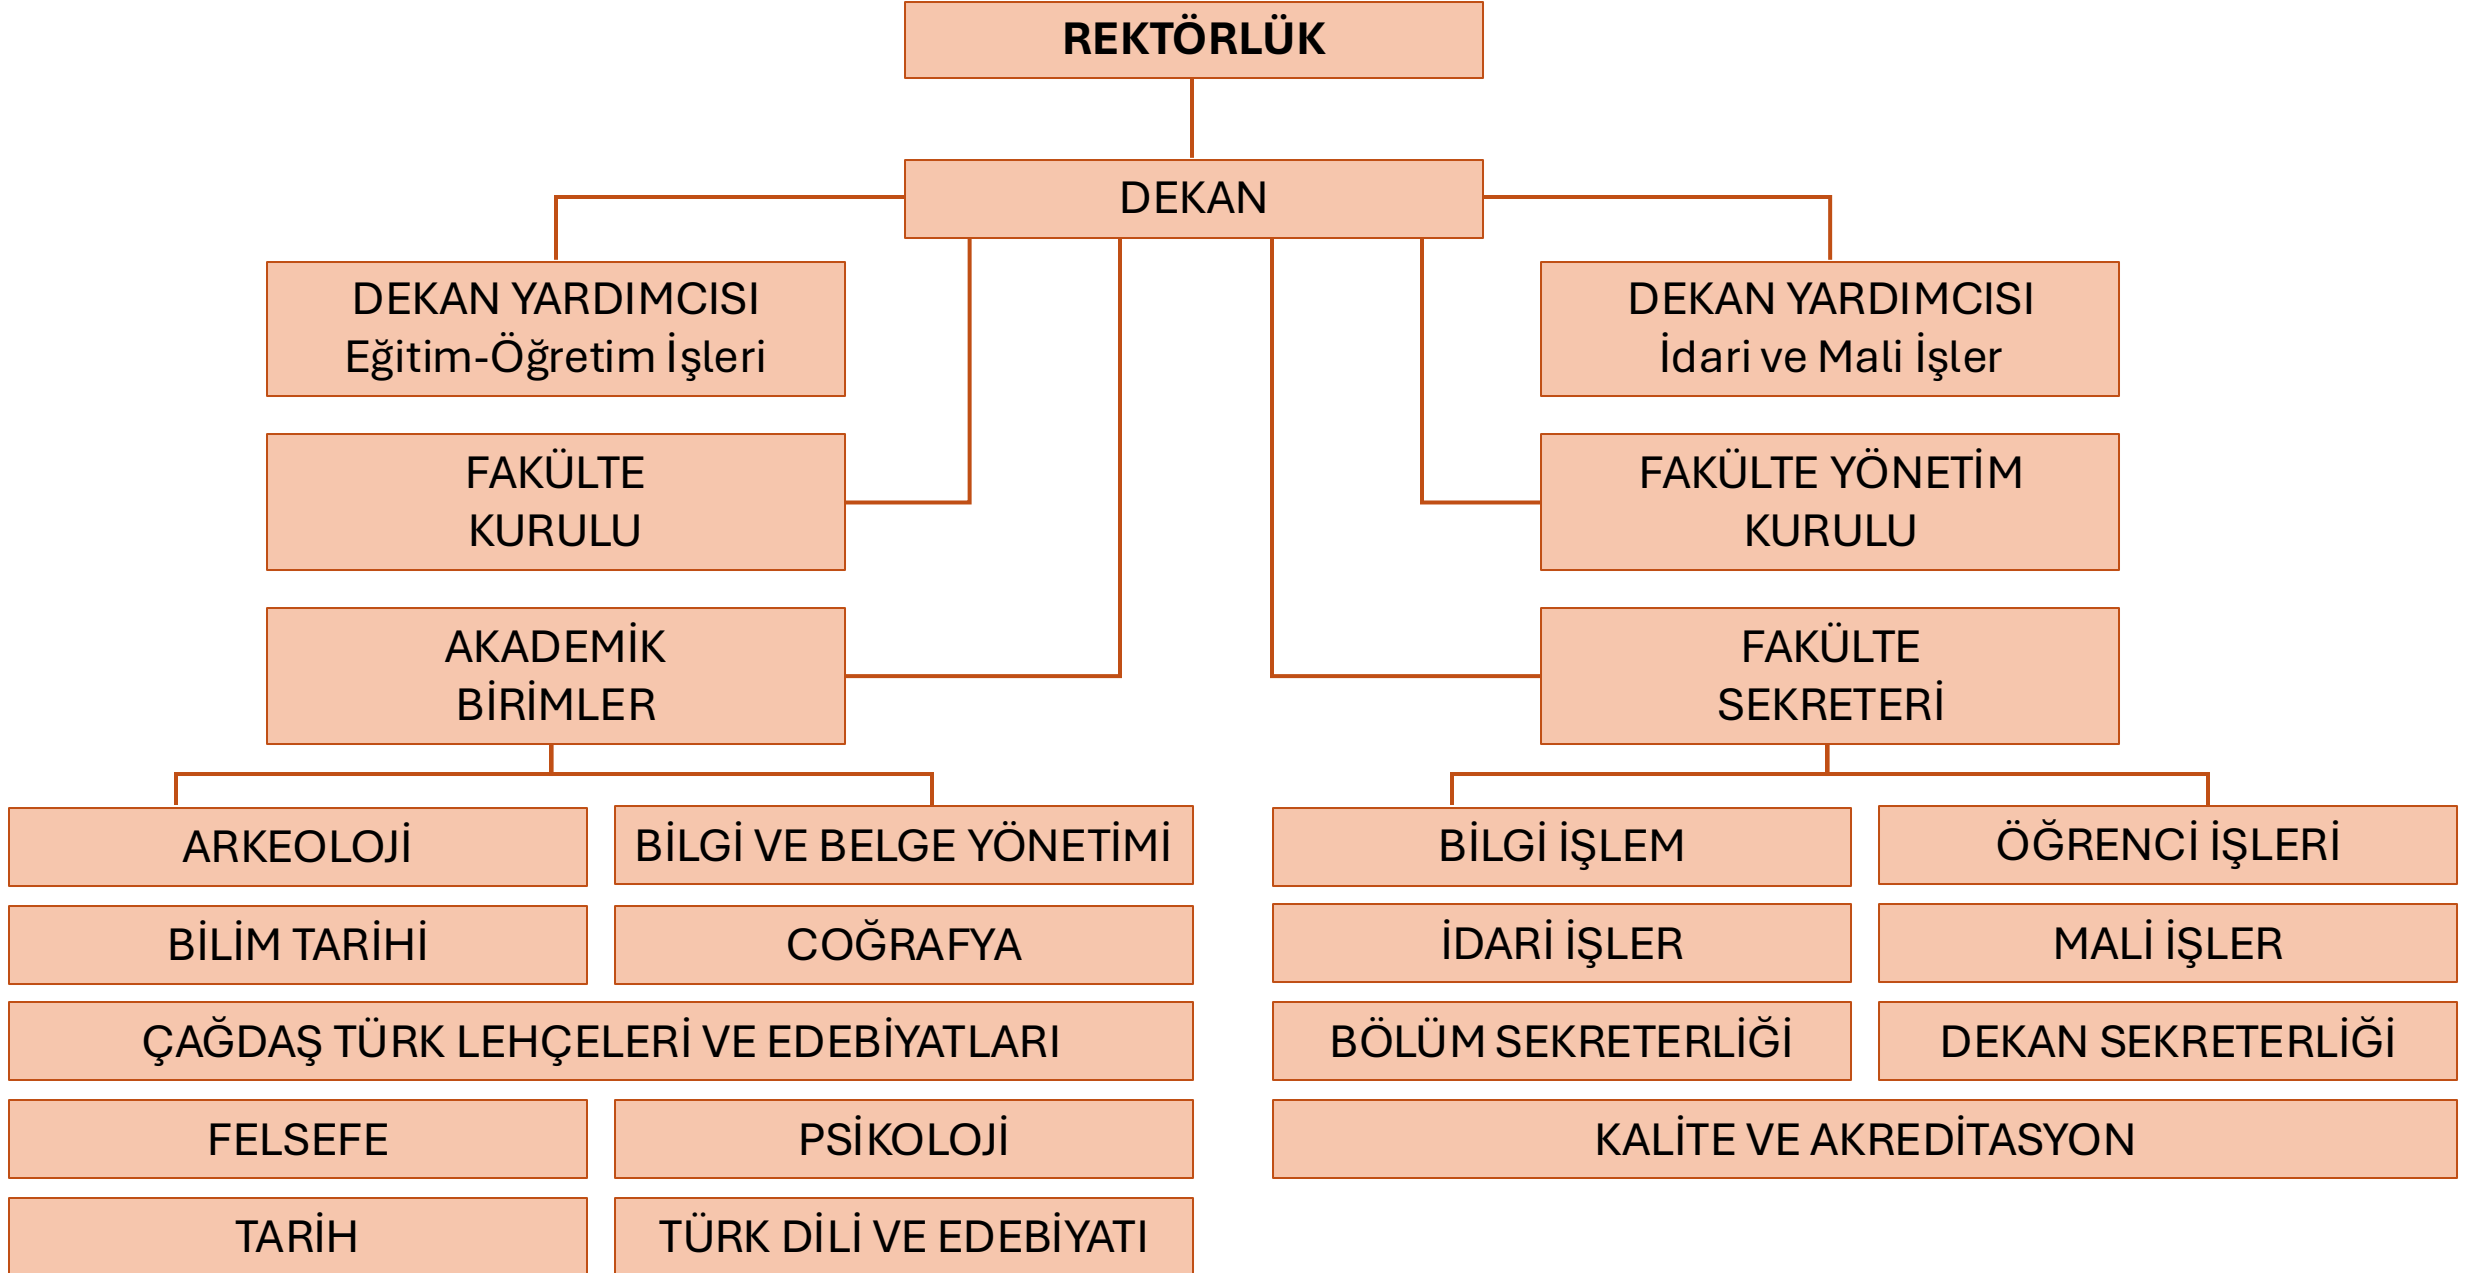 REKTÖRLÜK
DEKAN
DEKAN YARDIMCISI
Eğitim-Öğretim İşleri
DEKAN YARDIMCISI
İdari ve Mali İşler
FAKÜLTE
KURULU
FAKÜLTE YÖNETİM
KURULU
AKADEMİK
BİRİMLER
FAKÜLTE
SEKRETERİ
ARKEOLOJİ
BİLGİ VE BELGE YÖNETİMİ
BİLGİ İŞLEM
ÖĞRENCİ İŞLERİ
BİLİM TARİHİ
COĞRAFYA
İDARİ İŞLER
MALİ İŞLER
ÇAĞDAŞ TÜRK LEHÇELERİ VE EDEBİYATLARI
BÖLÜM SEKRETERLİĞİ
DEKAN SEKRETERLİĞİ
FELSEFE
PSİKOLOJİ
KALİTE VE AKREDİTASYON
TARİH
TÜRK DİLİ VE EDEBİYATI